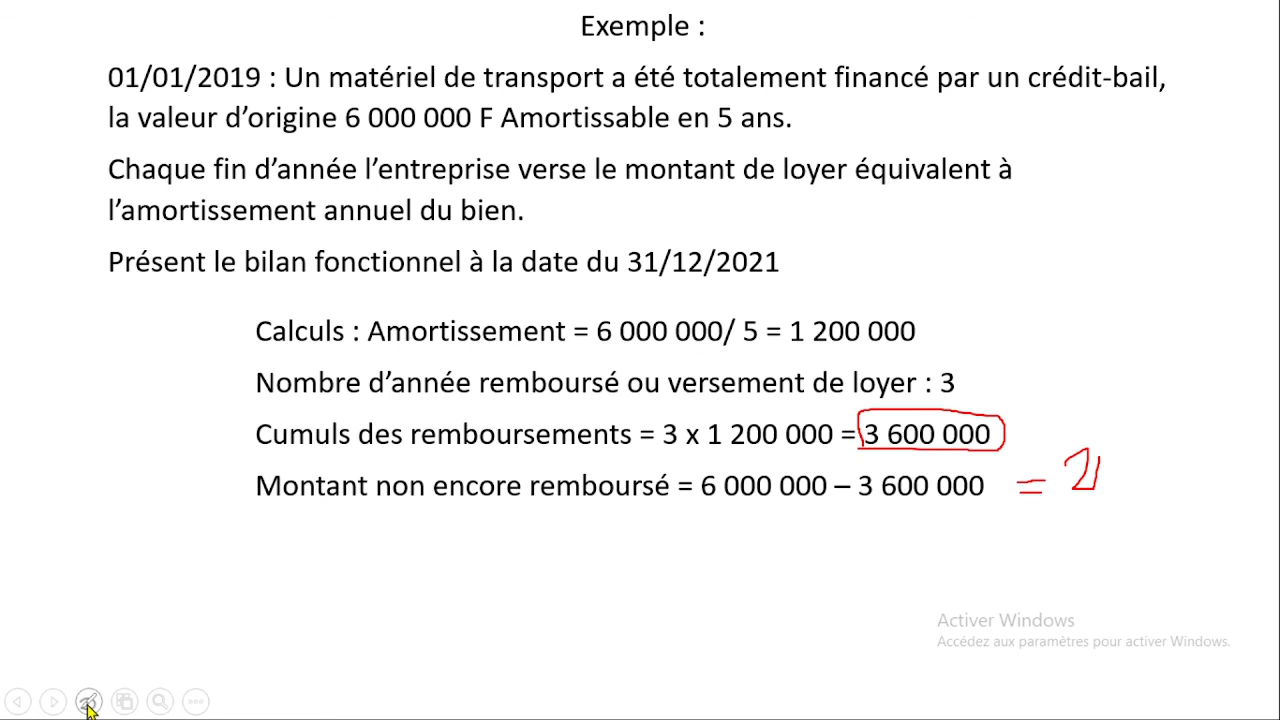 Exemple :
01/01/2019 : Un matériel de transport a été totalement financé par un crédit-bail,
la valeur d’origine 6 000 000 F Amortissable en 5 ans.
Chaque fin d’année l’entreprise verse le montant de loyer équivalent à
l’amortissement annuel du bien.
Présent le bilan fonctionnel à la date du 31/12/2021
Calculs : Amortissement = 6 000 000/ 5 = 1 200 000
Nombre d’année remboursé ou versement de loyer : 3
Cumuls des remboursements = 3 x 1 200 000 = 3 600 000
Montant non encore remboursé = 6 000 000 – 3 600 000 = 2
Activer Windows
Accédez aux paramètres pour activer Windows.